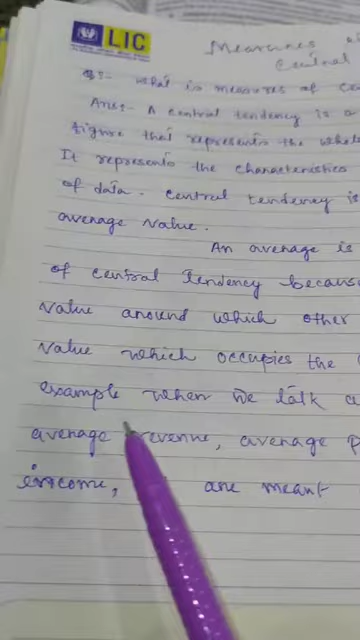 LIC
Measures
Central
Q1- What is measures of
Ans:- A central tendency is a
figure that represents the whole
It represents the characteristics
of data. Central tendency is
average value.
An average is
of central tendency because
value around which other
value which occupies the
example when we talk
average revenue, average
income, are meant